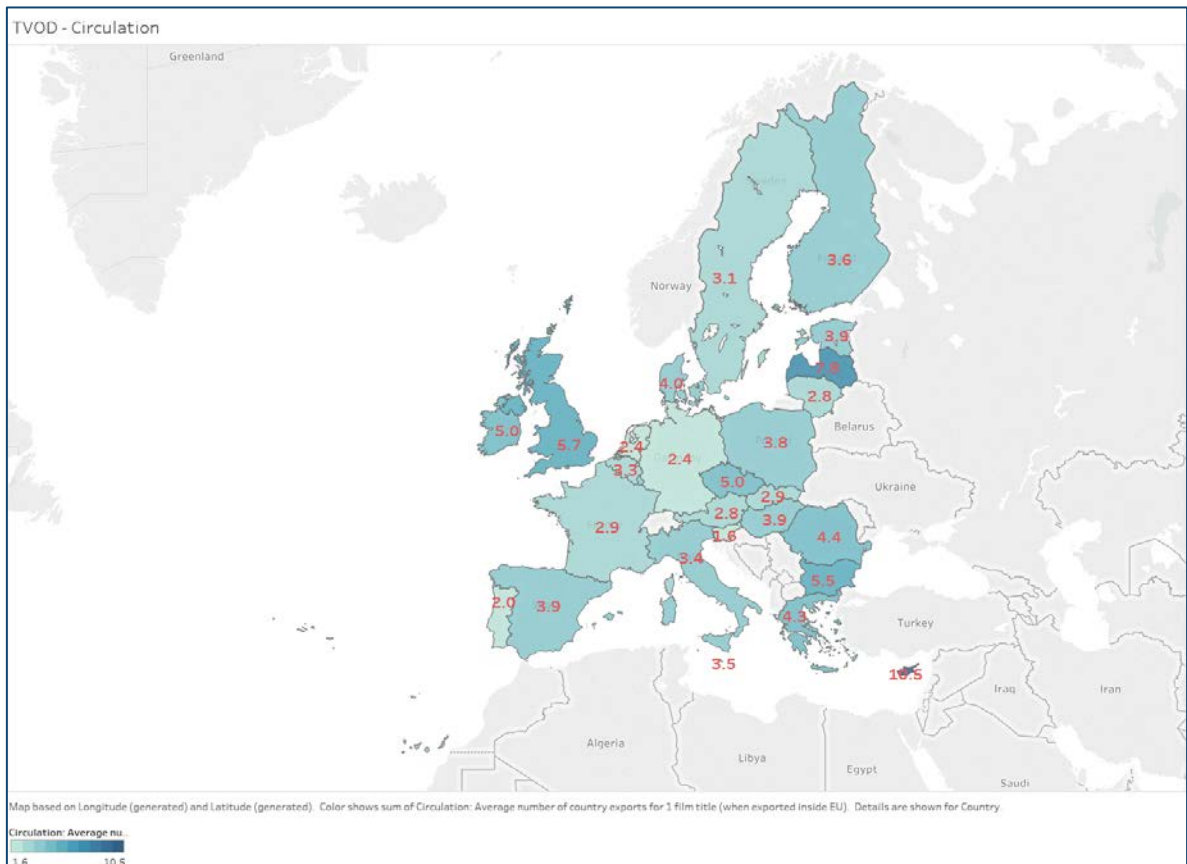 TVOD - Circulation
Greenland
3.6
3.1
Norway
3.9
7.8
4.0
2.8
Belarus
5.0
5.7
2.4
2.4
3.8
3.3
5.0
Ukraine
2.9
2.8
2.9
3.9
1.6
4.4
3.4
5.5
2.0
3.9
4.3
Turkey
3.5
10.5
Iraq
Iran
Algeria
Libya
Egypt
Saudi
Map based on Longitude (generated) and Latitude (generated). Color shows sum of Circulation: Average number of country exports for 1 film title (when exported inside EU). Details are shown for Country.
Circulation: Average nu..
1.6 10.5